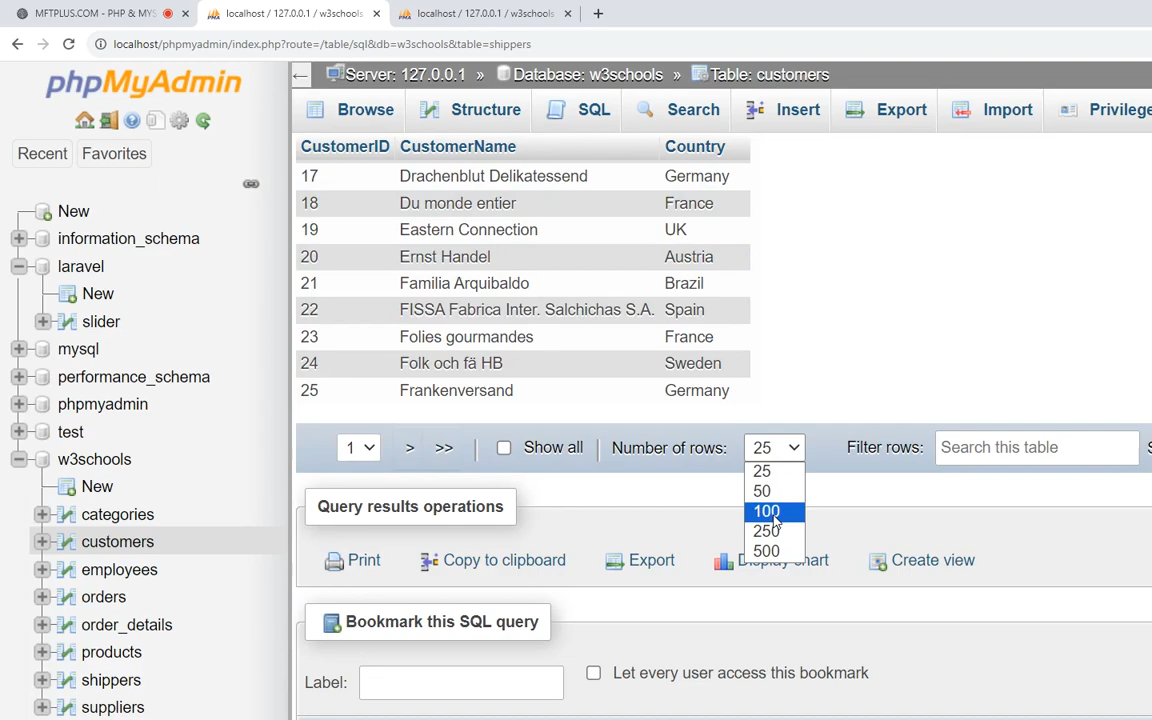 MFTPLUS.COM - PHP & MYS
localhost / 127.0.0.1 / w3schools
localhost / 127.0.0.1 / w3schools
localhost/phpmyadmin/index.php?route=/table/sql&db=w3schools&table=shippers
phpMyAdmin
Recent
Favorites
New
information_schema
laravel
New
slider
mysql
performance_schema
phpmyadmin
test
w3schools
New
categories
customers
employees
orders
order_details
products
shippers
suppliers
Server: 127.0.0.1 » Database: w3schools » Table: customers
Browse Structure SQL Search Insert Export Import Privilege
CustomerID CustomerName Country
17 Drachenblut Delikatessend Germany
18 Du monde entier France
19 Eastern Connection UK
20 Ernst Handel Austria
21 Familia Arquibaldo Brazil
22 FISSA Fabrica Inter. Salchichas S.A. Spain
23 Folies gourmandes France
24 Folk och fä HB Sweden
25 Frankenversand Germany
1 > >> Show all Number of rows: 25 Filter rows: Search this table
25
50
100
250
500
Query results operations
Print Copy to clipboard Export Display chart Create view
Bookmark this SQL query
Label: Let every user access this bookmark